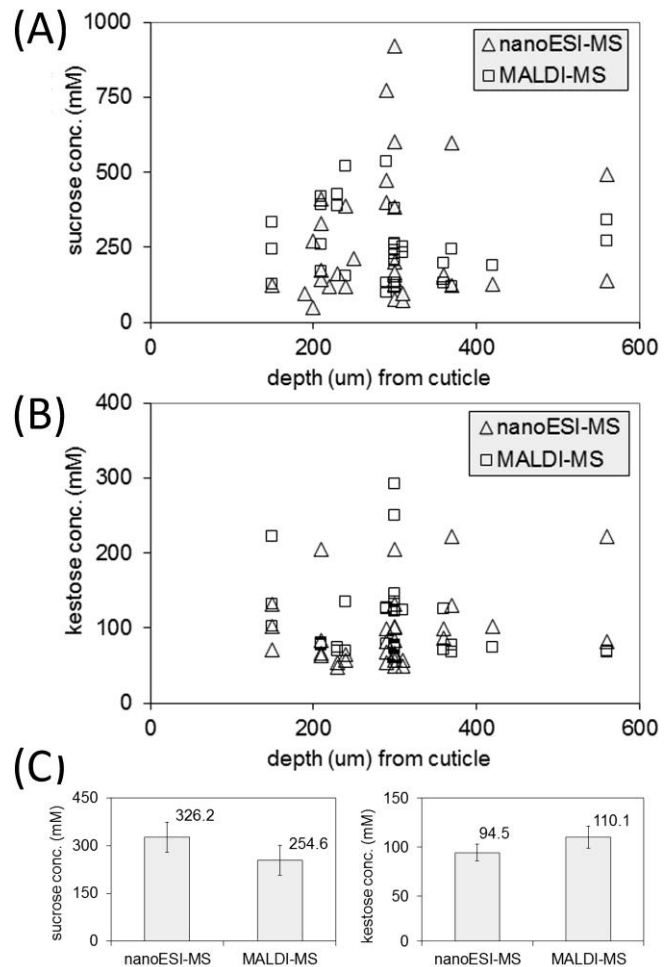 (A)
1000
750
500
250
0
sucrose conc. (mM)
nanoESI-MS
MALDI-MS
0 200 400 600
depth (um) from cuticle
(B)
400
300
200
100
0
kestose conc. (mM)
nanoESI-MS
MALDI-MS
0 200 400 600
depth (um) from cuticle
(C)
450
300
150
0
sucrose conc. (mM)
326.2
254.6
nanoESI-MS MALDI-MS
150
100
50
0
kestose conc. (mM)
94.5
110.1
nanoESI-MS MALDI-MS